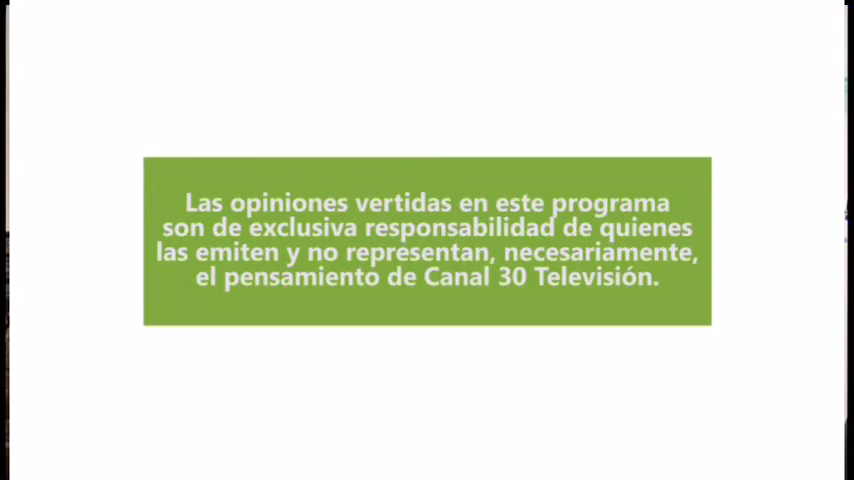 Las opiniones vertidas en este programa
son de exclusiva responsabilidad de quienes
las emiten y no representan, necesariamente,
el pensamiento de Canal 30 Televisión.